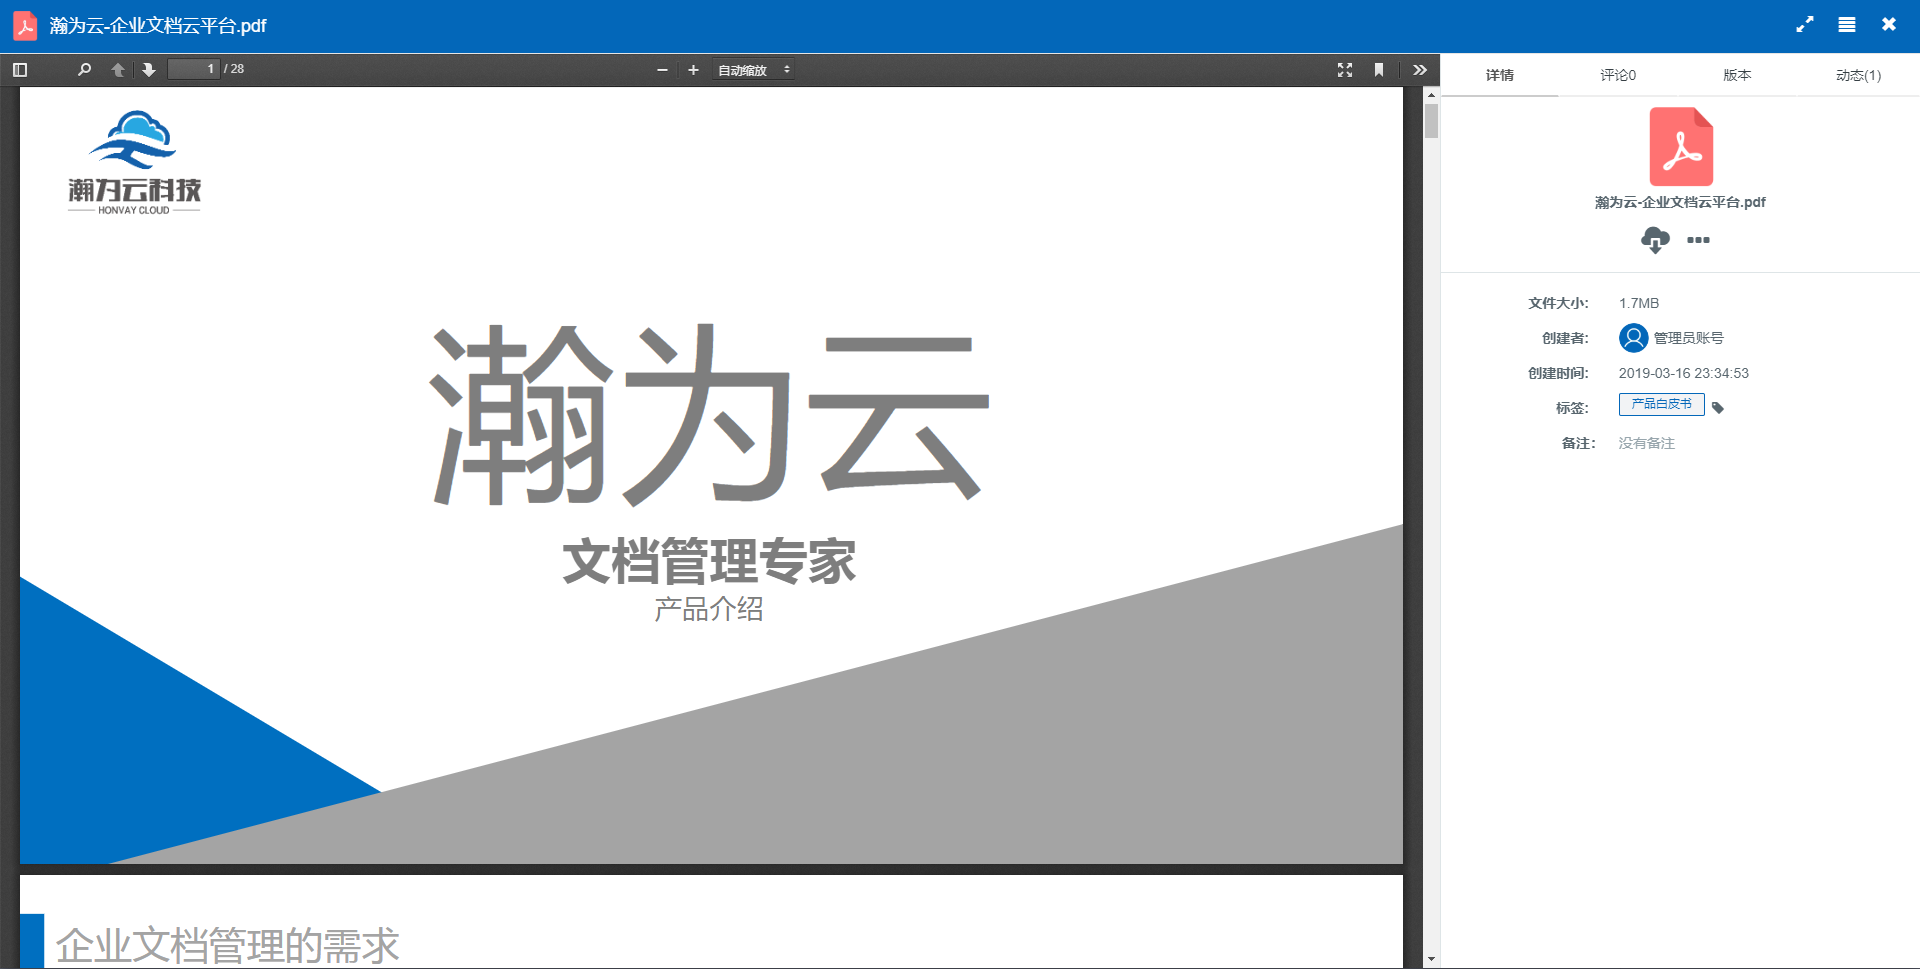 瀚为云-企业文档云平台.pdf
1 / 28
自动缩放
瀚为云科技
HONVAY CLOUD
瀚为云
文档管理专家
产品介绍
企业文档管理的需求
详情 评论0 版本 动态(1)
瀚为云-企业文档云平台.pdf
文件大小: 1.7MB
创建者: 管理员账号
创建时间: 2019-03-16 23:34:53
标签: 产品白皮书
备注: 没有备注